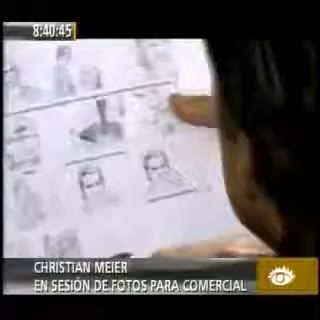 8:40:45
CHRISTIAN MEIER
EN SESIÓN DE FOTOS PARA COMERCIAL